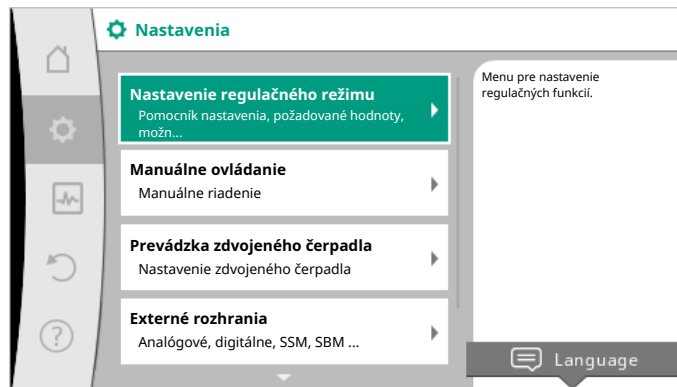 Nastavenia
Nastavenie regulačného režimu
Pomocník nastavenia, požadované hodnoty,
možn...
Manuálne ovládanie
Manuálne riadenie
Prevádzka zdvojeného čerpadla
Nastavenie zdvojeného čerpadla
Externé rozhrania
Analógové, digitálne, SSM, SBM ...
Menu pre nastavenie
regulačných funkcií.
Language